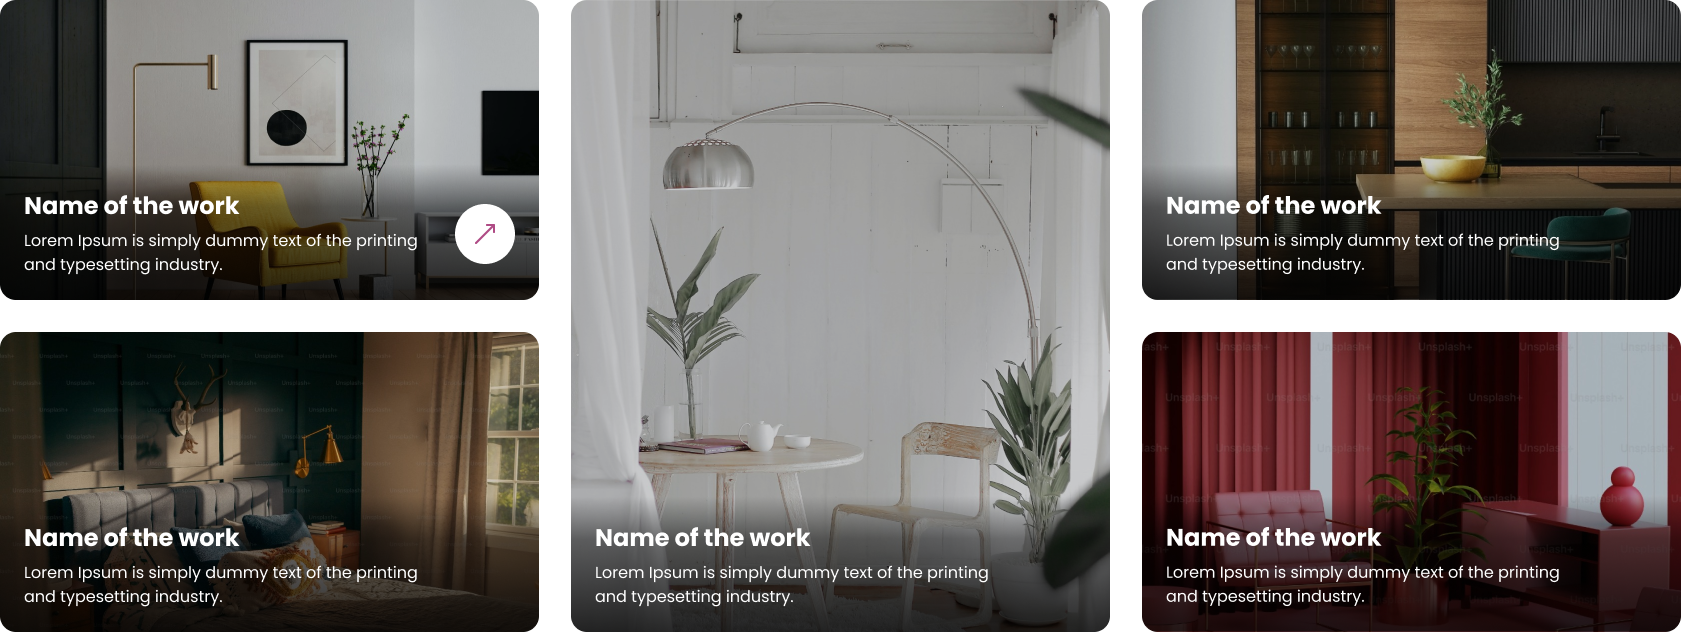 Name of the work
Lorem Ipsum is simply dummy text of the printing
and typesetting industry.
Name of the work
Lorem Ipsum is simply dummy text of the printing
and typesetting industry.
Name of the work
Lorem Ipsum is simply dummy text of the printing
and typesetting industry.
Name of the work
Lorem Ipsum is simply dummy text of the printing
and typesetting industry.
Unsplash+
Name of the work
Lorem Ipsum is simply dummy text of the printing
and typesetting industry.
Unsplash+